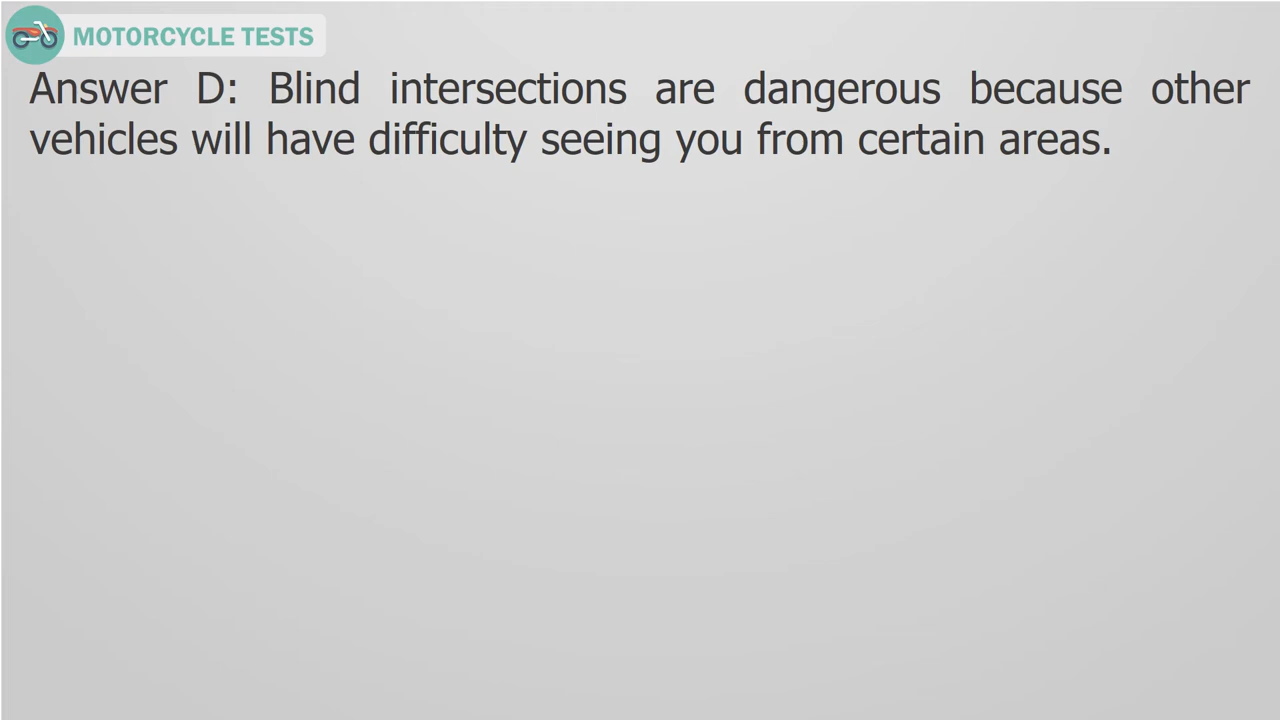 MOTORCYCLE TESTS
Answer D: Blind intersections are dangerous because other
vehicles will have difficulty seeing you from certain areas.